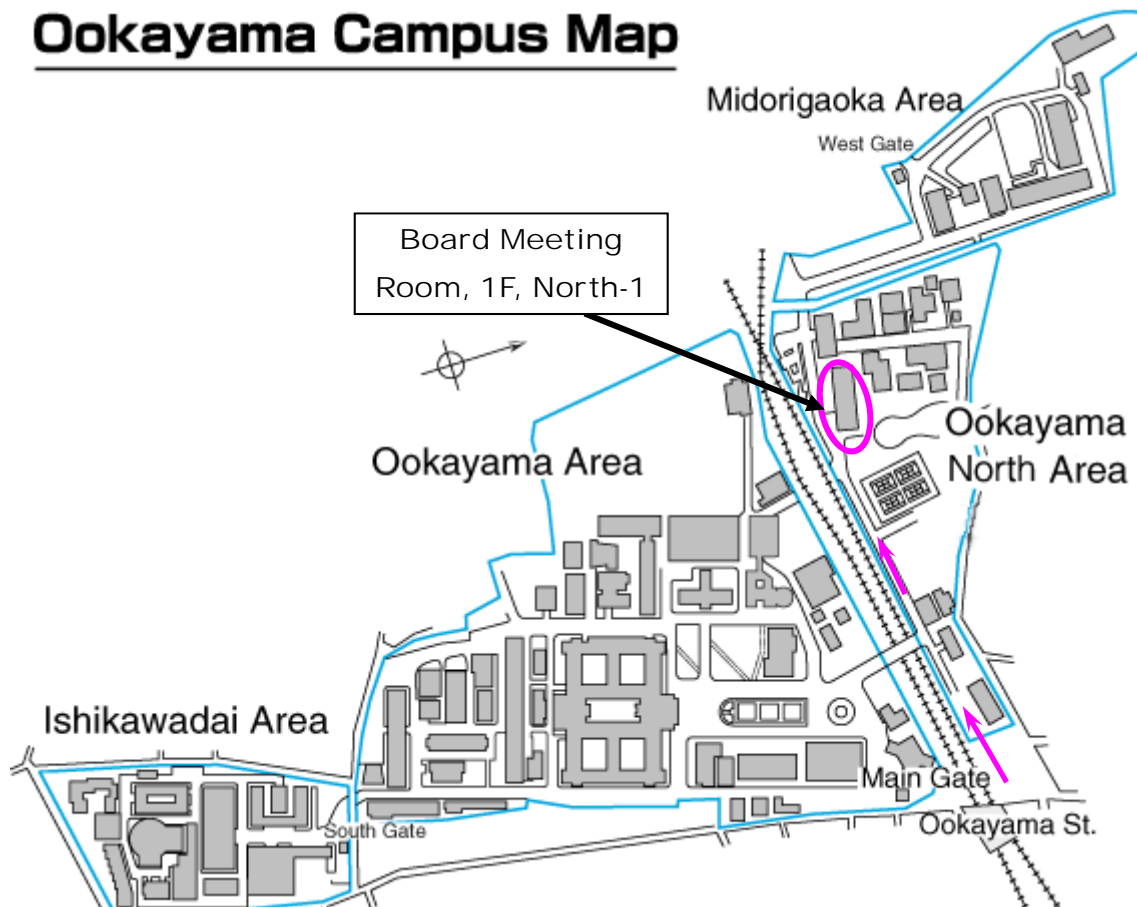 Ookayama Campus Map
Midorigaoka Area
West Gate
Board Meeting
Room, 1F, North-1
Ookayama
North Area
Ookayama Area
Ishikawadai Area
Main Gate
South Gate
Ookayama St.